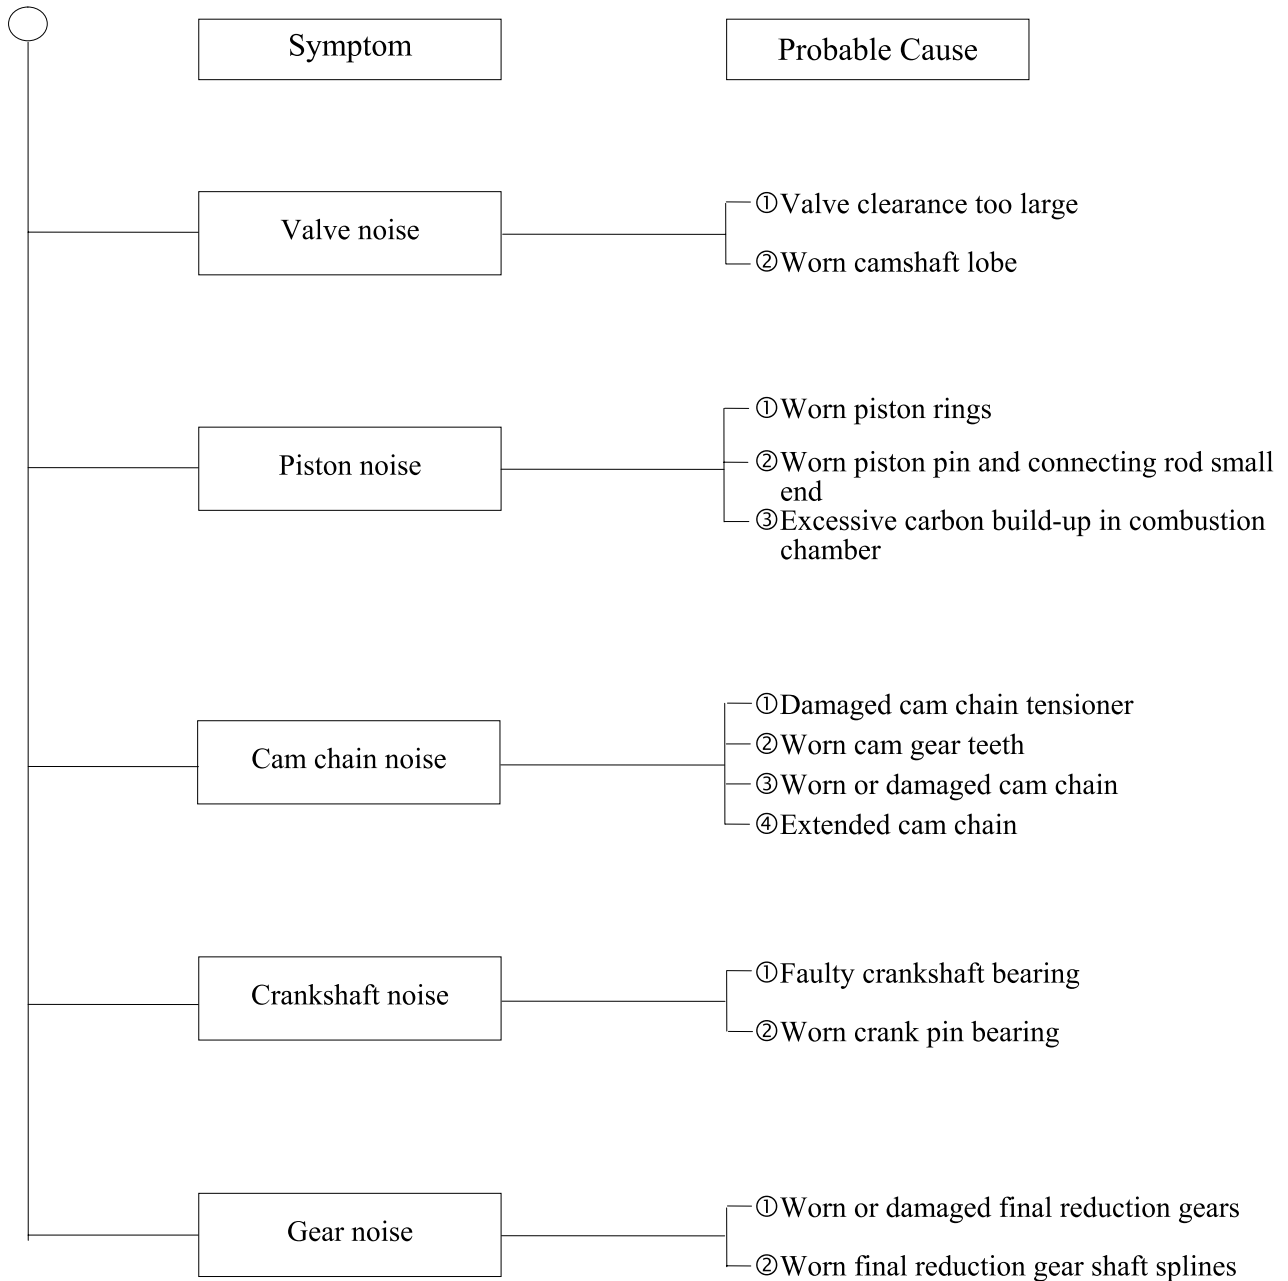 Symptom
Probable Cause
Valve noise
①Valve clearance too large
②Worn camshaft lobe
Piston noise
①Worn piston rings
②Worn piston pin and connecting rod small
end
③Excessive carbon build-up in combustion
chamber
Cam chain noise
①Damaged cam chain tensioner
②Worn cam gear teeth
③Worn or damaged cam chain
④Extended cam chain
Crankshaft noise
①Faulty crankshaft bearing
②Worn crank pin bearing
Gear noise
①Worn or damaged final reduction gears
②Worn final reduction gear shaft splines